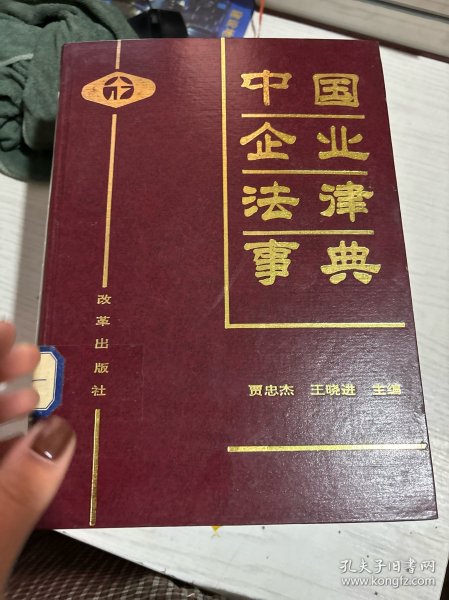 中国
企业
法律
事典
企
改革出版社
贾忠杰 王晓进 主编
孔夫子旧书网
www.kongfz.com